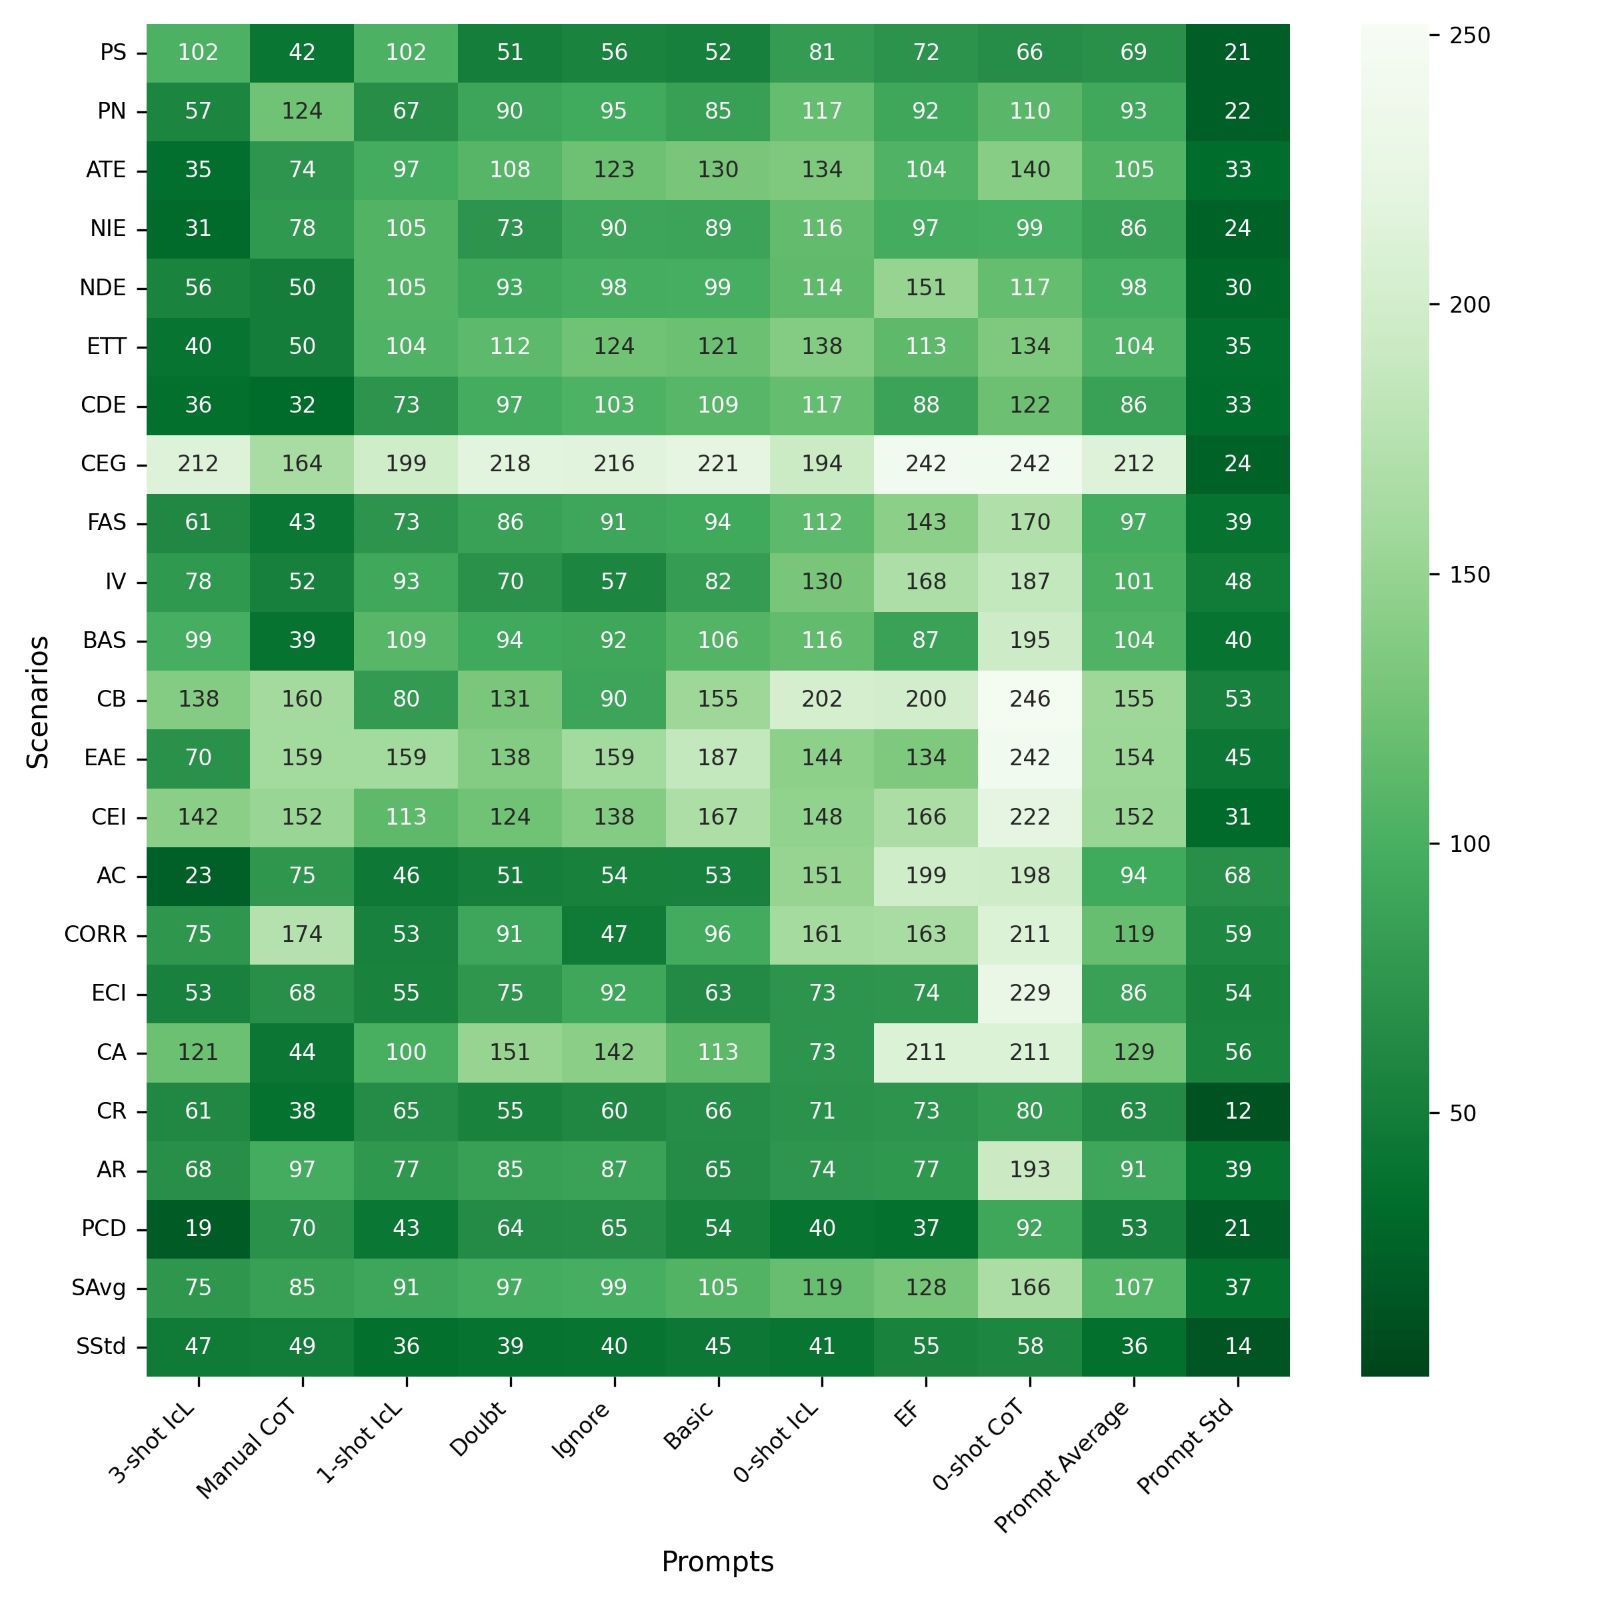 PS 102 42 102 51 56 52 81 72 66 69 21
PN 57 124 67 90 95 85 117 92 110 93 22
ATE 35 74 97 108 123 130 134 104 140 105 33
NIE 31 78 105 73 90 89 116 97 99 86 24
NDE 56 50 105 93 98 99 114 151 117 98 30
ETT 40 50 104 112 124 121 138 113 134 104 35
CDE 36 32 73 97 103 109 117 88 122 86 33
CEG 212 164 199 218 216 221 194 242 242 212 24
FAS 61 43 73 86 91 94 112 143 170 97 39
IV 78 52 93 70 57 82 130 168 187 101 48
BAS 99 39 109 94 92 106 116 87 195 104 40
CB 138 160 80 131 90 155 202 200 246 155 53
EAE 70 159 159 138 159 187 144 134 242 154 45
CEI 142 152 113 124 138 167 148 166 222 152 31
AC 23 75 46 51 54 53 151 199 198 94 68
CORR 75 174 53 91 47 96 161 163 211 119 59
ECI 53 68 55 75 92 63 73 74 229 86 54
CA 121 44 100 151 142 113 73 211 211 129 56
CR 61 38 65 55 60 66 71 73 80 63 12
AR 68 97 77 85 87 65 74 77 193 91 39
PCD 19 70 43 64 65 54 40 37 92 53 21
SAvg 75 85 91 97 99 105 119 128 166 107 37
SStd 47 49 36 39 40 45 41 55 58 36 14
Scenarios
3-shot IcL
Manual CoT
1-shot IcL
Doubt
Ignore
Basic
0-shot IcL
EF
0-shot CoT
Prompt Average
Prompt Std
Prompts
250
200
150
100
50